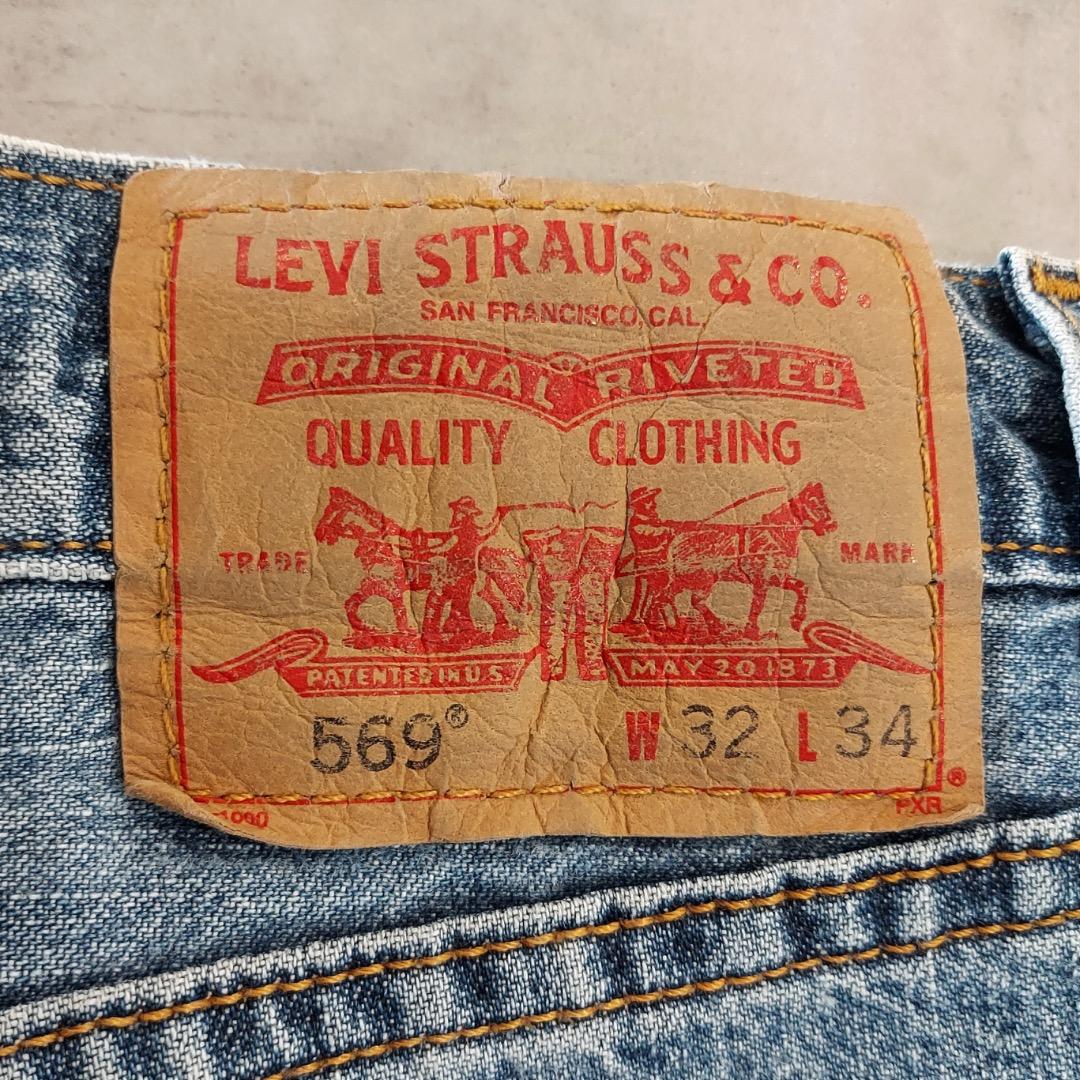 LEVI STRAUSS & CO.
SAN FRANCISCO, CAL.
ORIGINAL RIVETED
QUALITY CLOTHING
TRADE MARK
PATENTED IN U.S. MAY 20 1873
569® W 32 L 34
®
PXR